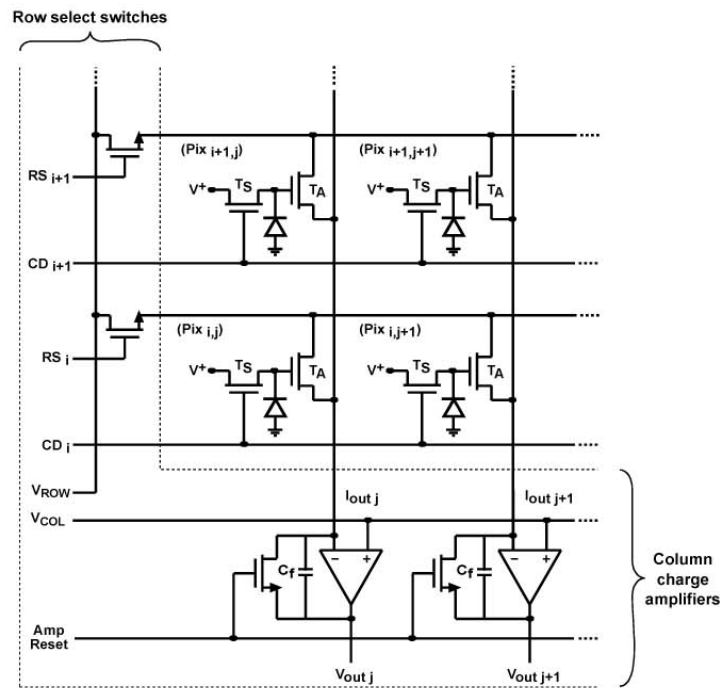 Row select switches
(Pix i+1,j) (Pix i+1,j+1)
RS i+1
V+ TS TA V+ TS TA
CD i+1
(Pix i,j) (Pix i,j+1)
RS i
V+ TS TA V+ TS TA
CD i
VROW
Iout j Iout j+1
VCOL
Cf − + Cf − +
Column
charge
amplifiers
Amp
Reset
Vout j Vout j+1